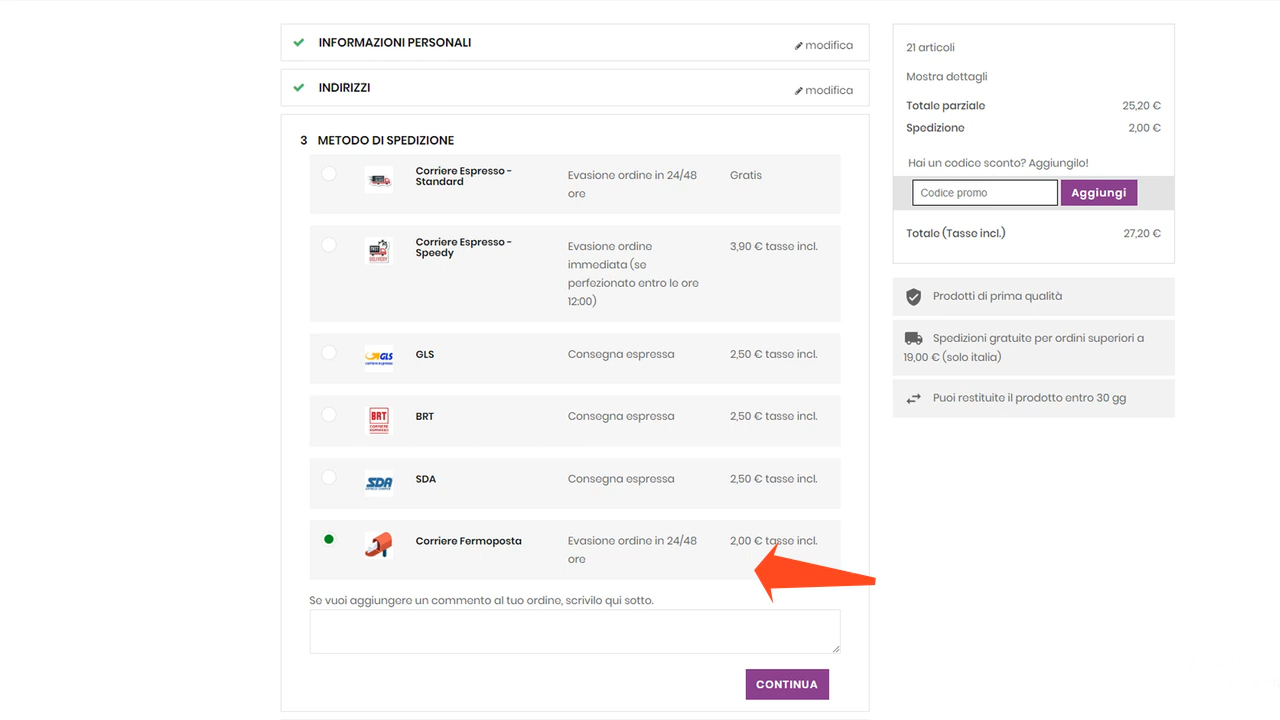 INFORMAZIONI PERSONALI
modifica
INDIRIZZI
modifica
3 METODO DI SPEDIZIONE
Corriere Espresso -
Standard
Evasione ordine in 24/48
ore
Gratis
Corriere Espresso -
Speedy
Evasione ordine
immediata (se
perfezionato entro le ore
12:00)
3,90 € tasse incl.
GLS
GLS
Consegna espressa
2,50 € tasse incl.
BRT
BRT
Consegna espressa
2,50 € tasse incl.
SDA
SDA
Consegna espressa
2,50 € tasse incl.
Corriere Fermoposta
Evasione ordine in 24/48
ore
2,00 € tasse incl.
Se vuoi aggiungere un commento al tuo ordine, scrivilo qui sotto.
CONTINUA
21 articoli
Mostra dettagli
Totale parziale 25,20 €
Spedizione 2,00 €
Hai un codice sconto? Aggiungilo!
Codice promo
Aggiungi
Totale (Tasse incl.) 27,20 €
Prodotti di prima qualità
Spedizioni gratuite per ordini superiori a
19,00 € (solo italia)
Puoi restituite il prodotto entro 30 gg